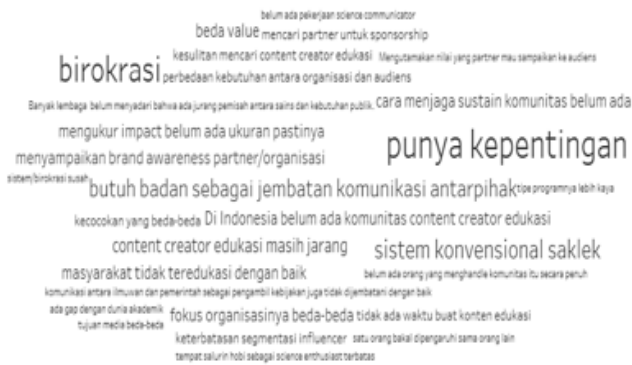 belum ada pekerjaan science communicator
beda value
mencari partner untuk sponsorship
kesulitan mencari content creator edukasi
Mengutamakan nilai yang partner mau sampaikan ke audiens
birokrasi
perbedaan kebutuhan antara organisasi dan audiens
Banyak lembaga belum menyadari bahwa ada jurang pemisah antara sains dan kebutuhan publik.
cara menjaga sustain komunitas belum ada
mengukur impact belum ada ukuran pastinya
punya kepentingan
menyampaikan brand awareness partner/organisasi
sistem/birokrasi susah
butuh badan sebagai jembatan komunikasi antarpihak
tipe programnya lebih kaya
kecocokan yang beda-beda
Di Indonesia belum ada komunitas content creator edukasi
content creator edukasi masih jarang
sistem konvensional saklek
masyarakat tidak teredukasi dengan baik
belum ada orang yang menghandle komunitas itu secara penuh
komunikasi antara ilmuwan dan pemerintah sebagai pengambil kebijakan juga tidak dijembatani dengan baik
ada gap dengan dunia akademik
fokus organisasinya beda-beda
tidak ada waktu buat konten edukasi
tujuan media beda-beda
keterbatasan segmentasi influencer
satu orang bakal dipengaruhi sama orang lain
tempat salurin hobi sebagai science enthusiast terbatas